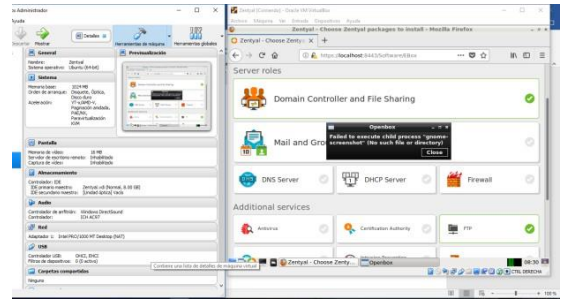 Administrador
Ayuda
Mostrar
Detalles
Herramientas de máquina
Herramientas globales
General
Nombre: Zentyal
Sistema operativo: Ubuntu (64-bit)
Sistema
Memoria base: 1024 MB
Orden de arranque: Disquete, Óptica, Disco duro
Aceleración: VT-x/AMD-V, Paginación anidada, PAE/NX, Paravirtualización KVM
Pantalla
Memoria de vídeo: 16 MB
Servidor de escritorio remoto: Inhabilitado
Captura de vídeo: Inhabilitado
Almacenamiento
Controlador: IDE
IDE primario maestro: Zentyal.vdi (Normal, 8,00 GB)
IDE secundario maestro: [Unidad óptica] Vacío
Audio
Controlador de anfitrión: Windows DirectSound
Controlador: ICH AC97
Red
Adaptador 1: Intel PRO/1000 MT Desktop (NAT)
USB
Controlador USB: OHCI, EHCI
Filtros de dispositivos: 0 (0 activo)
Carpetas compartidas
Ninguno
Previsualización
Contiene una lista de detalles de máquina virtual
Zentyal [Corriendo] - Oracle VM VirtualBox
Archivo Máquina Ver Entrada Dispositivos Ayuda
Zentyal - Choose Zentyal packages to install - Mozilla Firefox
Zentyal - Choose Zenty
https://localhost:8443/Software/EBox
Server roles
Domain Controller and File Sharing
Mail and Gro
Openbox
Failed to execute child process "gnome-
screenshot" (No such file or directory)
Close
DNS Server
DHCP Server
Firewall
Additional services
Antivirus
Certification Authority
FTP
Zentyal - Choose Zenty...
Openbox
08:30
CTRL DERECHA
100%